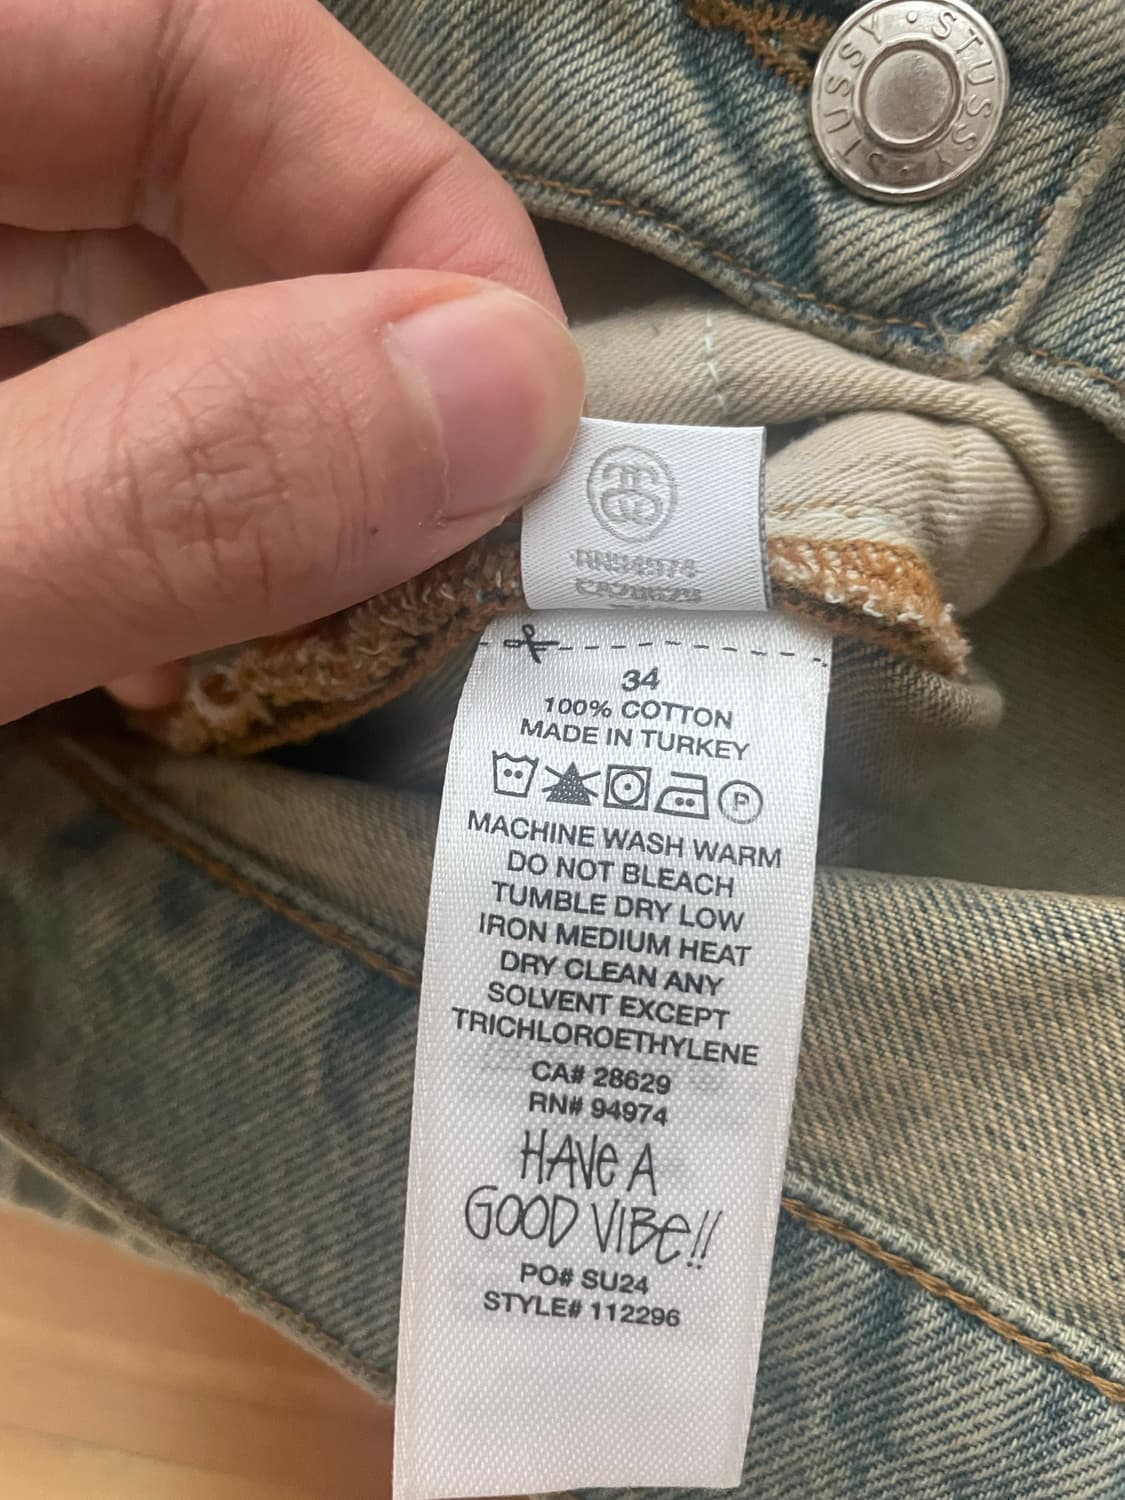 STUSSY · STUSSY ·
RN94974
CA28629
34
100% COTTON
MADE IN TURKEY
P
MACHINE WASH WARM
DO NOT BLEACH
TUMBLE DRY LOW
IRON MEDIUM HEAT
DRY CLEAN ANY
SOLVENT EXCEPT
TRICHLOROETHYLENE
CA# 28629
RN# 94974
HAVE A
GOOD VIBE!!
PO# SU24
STYLE# 112296